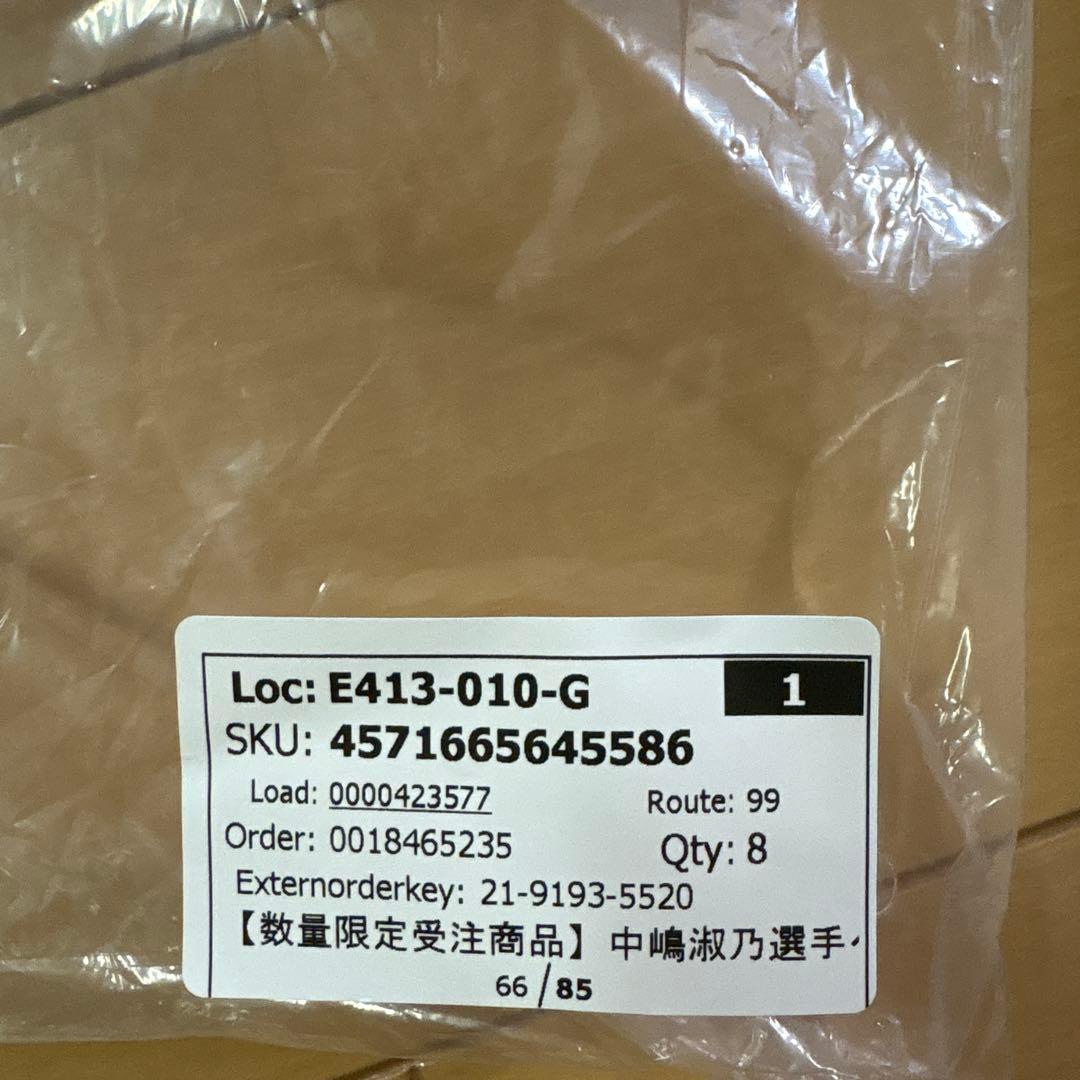 Loc: E413-010-G 1
SKU: 4571665645586
Load: 0000423577 Route: 99
Order: 0018465235 Qty: 8
Externorderkey: 21-9193-5520
【数量限定受注商品】 中嶋淑乃選手
66 / 85